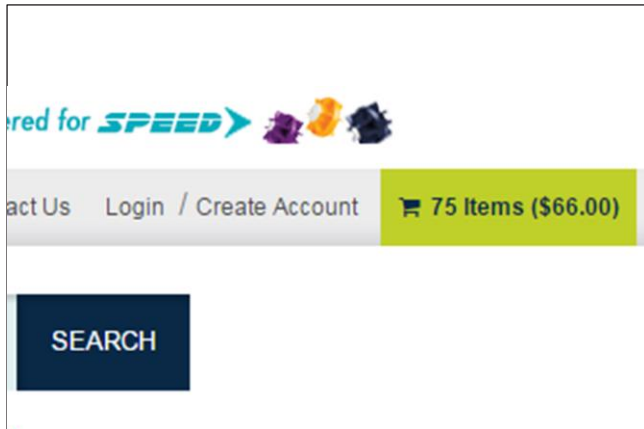 ered for SPEED
act Us Login / Create Account 75 Items ($66.00)
SEARCH